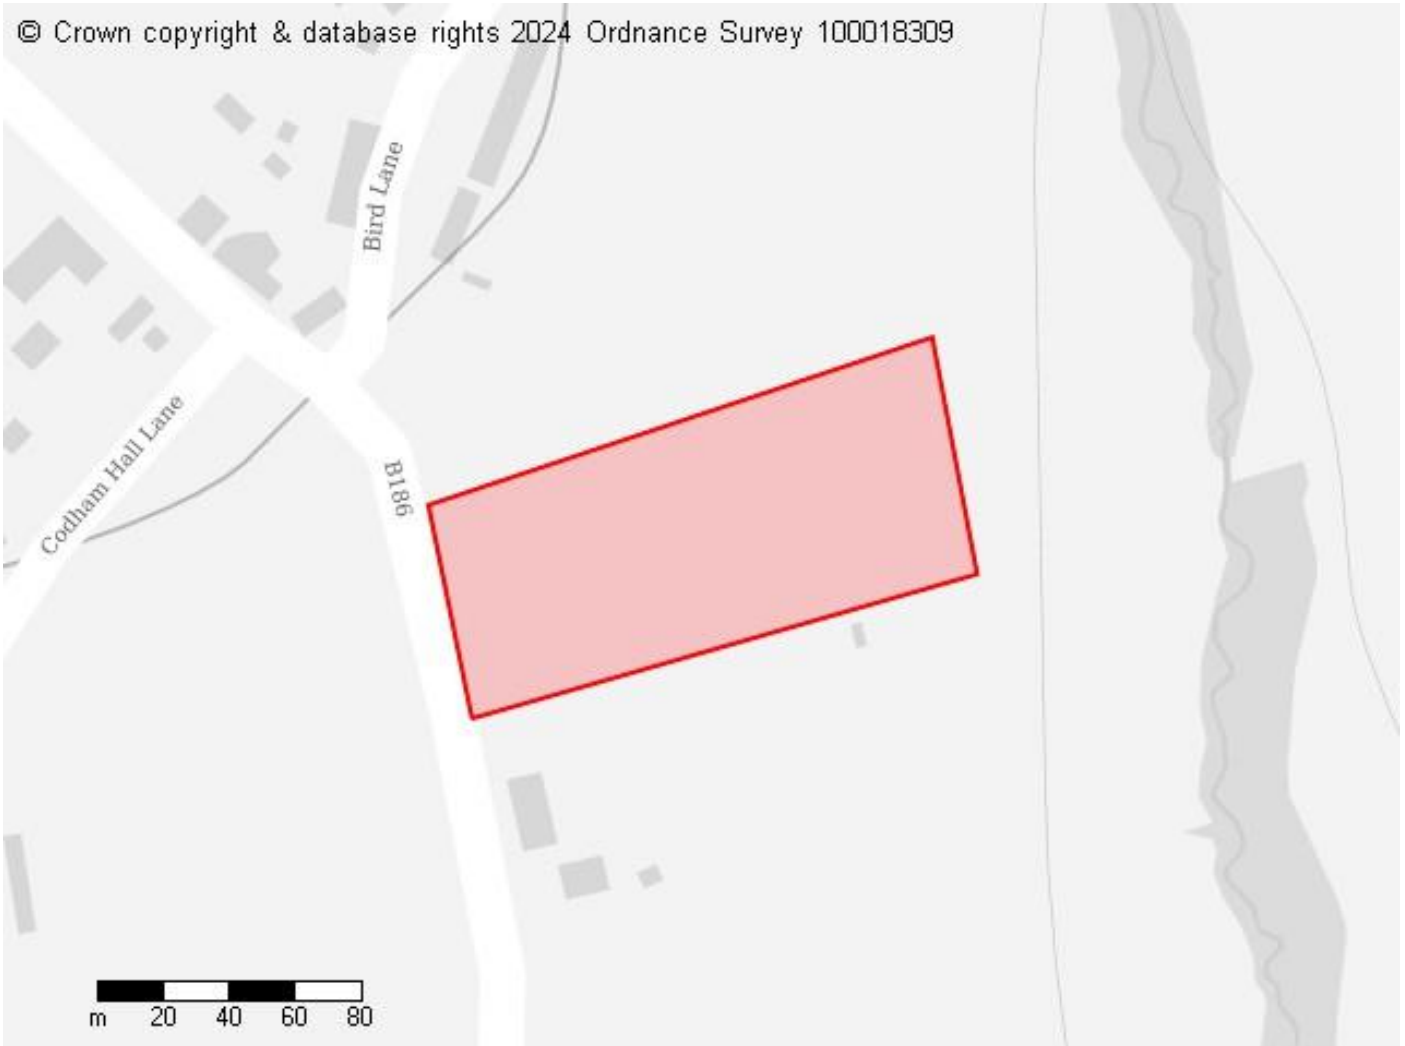 © Crown copyright & database rights 2024 Ordnance Survey 100018309
Bird Lane
Codham Hall Lane
B186
m 20 40 60 80